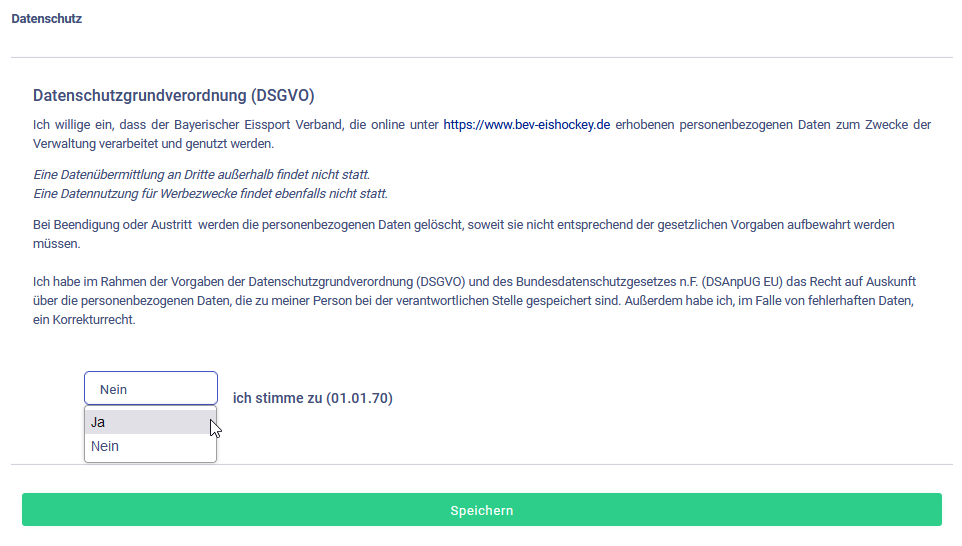 Datenschutz
Datenschutzgrundverordnung (DSGVO)
Ich willige ein, dass der Bayerischer Eissport Verband, die online unter https://www.bev-eishockey.de erhobenen personenbezogenen Daten zum Zwecke der
Verwaltung verarbeitet und genutzt werden.
Eine Datenübermittlung an Dritte außerhalb findet nicht statt.
Eine Datennutzung für Werbezwecke findet ebenfalls nicht statt.
Bei Beendigung oder Austritt  werden die personenbezogenen Daten gelöscht, soweit sie nicht entsprechend der gesetzlichen Vorgaben aufbewahrt werden
müssen.
Ich habe im Rahmen der Vorgaben der Datenschutzgrundverordnung (DSGVO) und des Bundesdatenschutzgesetzes n.F. (DSAnpUG EU) das Recht auf Auskunft
über die personenbezogenen Daten, die zu meiner Person bei der verantwortlichen Stelle gespeichert sind. Außerdem habe ich, im Falle von fehlerhaften Daten,
ein Korrekturrecht.
Nein
ich stimme zu (01.01.70)
Ja
Nein
Speichern